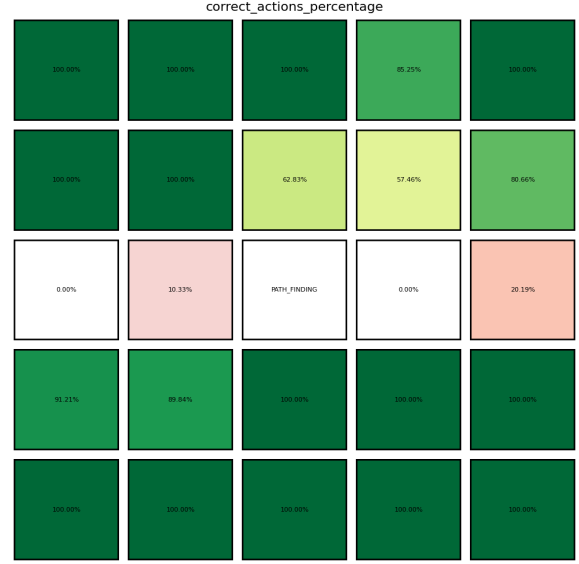 correct_actions_percentage
100.00% 100.00% 100.00% 85.25% 100.00%
100.00% 100.00% 62.83% 57.46% 80.66%
0.00% 10.33% PATH_FINDING 0.00% 20.19%
91.21% 89.84% 100.00% 100.00% 100.00%
100.00% 100.00% 100.00% 100.00% 100.00%